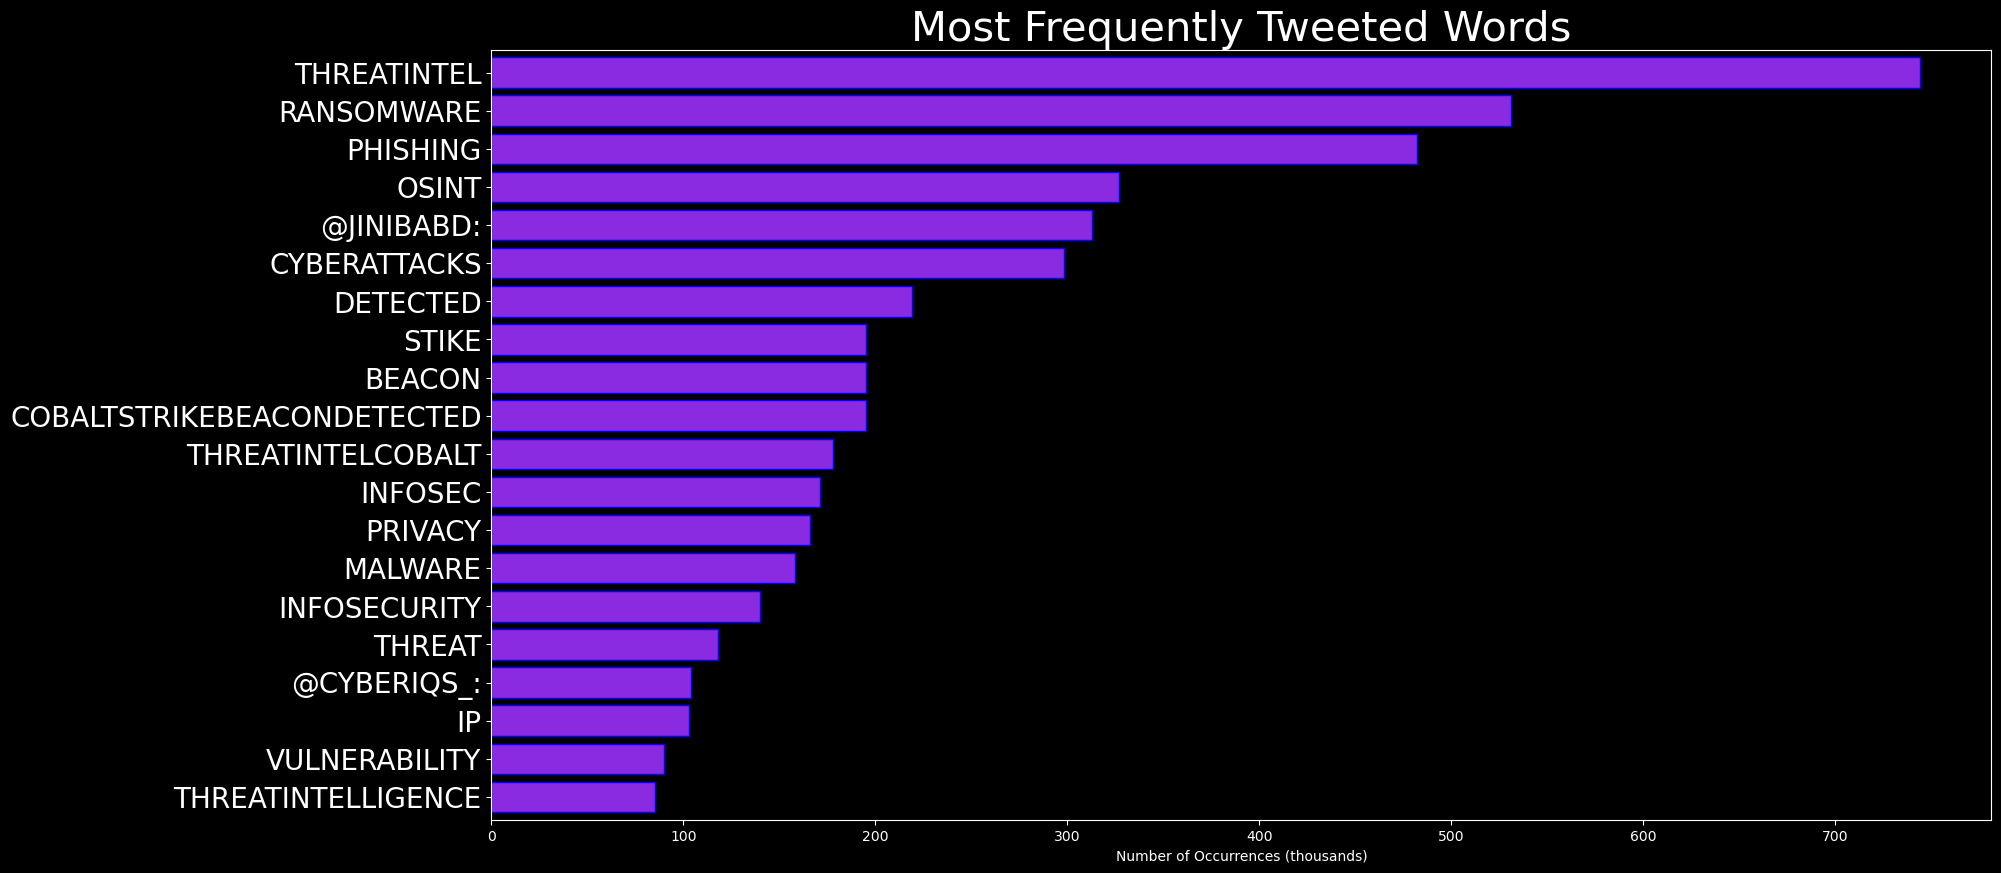 Most Frequently Tweeted Words
THREATINTEL
RANSOMWARE
PHISHING
OSINT
@JINIBABD:
CYBERATTACKS
DETECTED
STIKE
BEACON
COBALTSTRIKEBEACONDETECTED
THREATINTELCOBALT
INFOSEC
PRIVACY
MALWARE
INFOSECURITY
THREAT
@CYBERIQS_:
IP
VULNERABILITY
THREATINTELLIGENCE
0 100 200 300 400 500 600 700
Number of Occurrences (thousands)